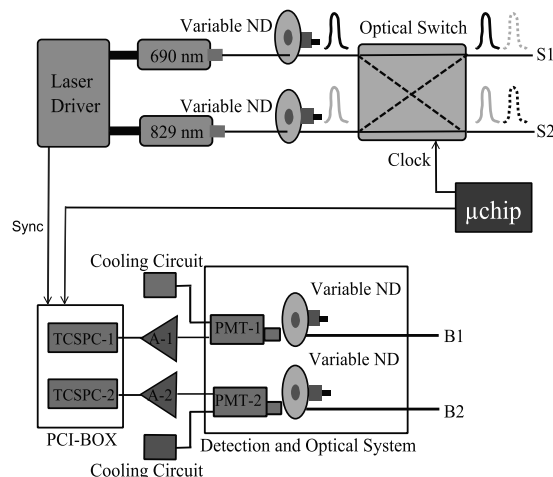 Variable ND
Optical Switch
Laser
Driver
690 nm
S1
Variable ND
829 nm
S2
Clock
µchip
Sync
Cooling Circuit
Variable ND
PMT-1
TCSPC-1
A-1
B1
Variable ND
TCSPC-2
A-2
PMT-2
B2
PCI-BOX
Detection and Optical System
Cooling Circuit